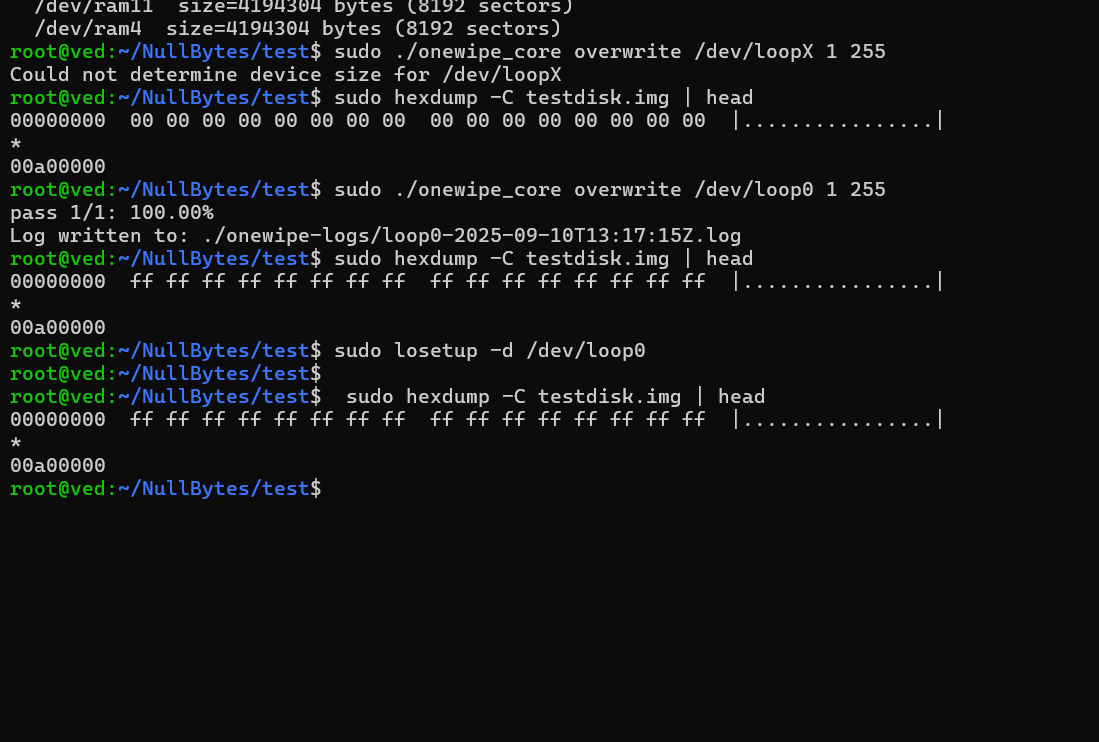 /dev/ram11  size=4194304 bytes (8192 sectors)
  /dev/ram4  size=4194304 bytes (8192 sectors)
root@ved:~/NullBytes/test$ sudo ./onewipe_core overwrite /dev/loopX 1 255
Could not determine device size for /dev/loopX
root@ved:~/NullBytes/test$ sudo hexdump -C testdisk.img | head
00000000  00 00 00 00 00 00 00 00  00 00 00 00 00 00 00 00  |................|
*
00a00000
root@ved:~/NullBytes/test$ sudo ./onewipe_core overwrite /dev/loop0 1 255
pass 1/1: 100.00%
Log written to: ./onewipe-logs/loop0-2025-09-10T13:17:15Z.log
root@ved:~/NullBytes/test$ sudo hexdump -C testdisk.img | head
00000000  ff ff ff ff ff ff ff ff  ff ff ff ff ff ff ff ff  |................|
*
00a00000
root@ved:~/NullBytes/test$ sudo losetup -d /dev/loop0
root@ved:~/NullBytes/test$
root@ved:~/NullBytes/test$  sudo hexdump -C testdisk.img | head
00000000  ff ff ff ff ff ff ff ff  ff ff ff ff ff ff ff ff  |................|
*
00a00000
root@ved:~/NullBytes/test$